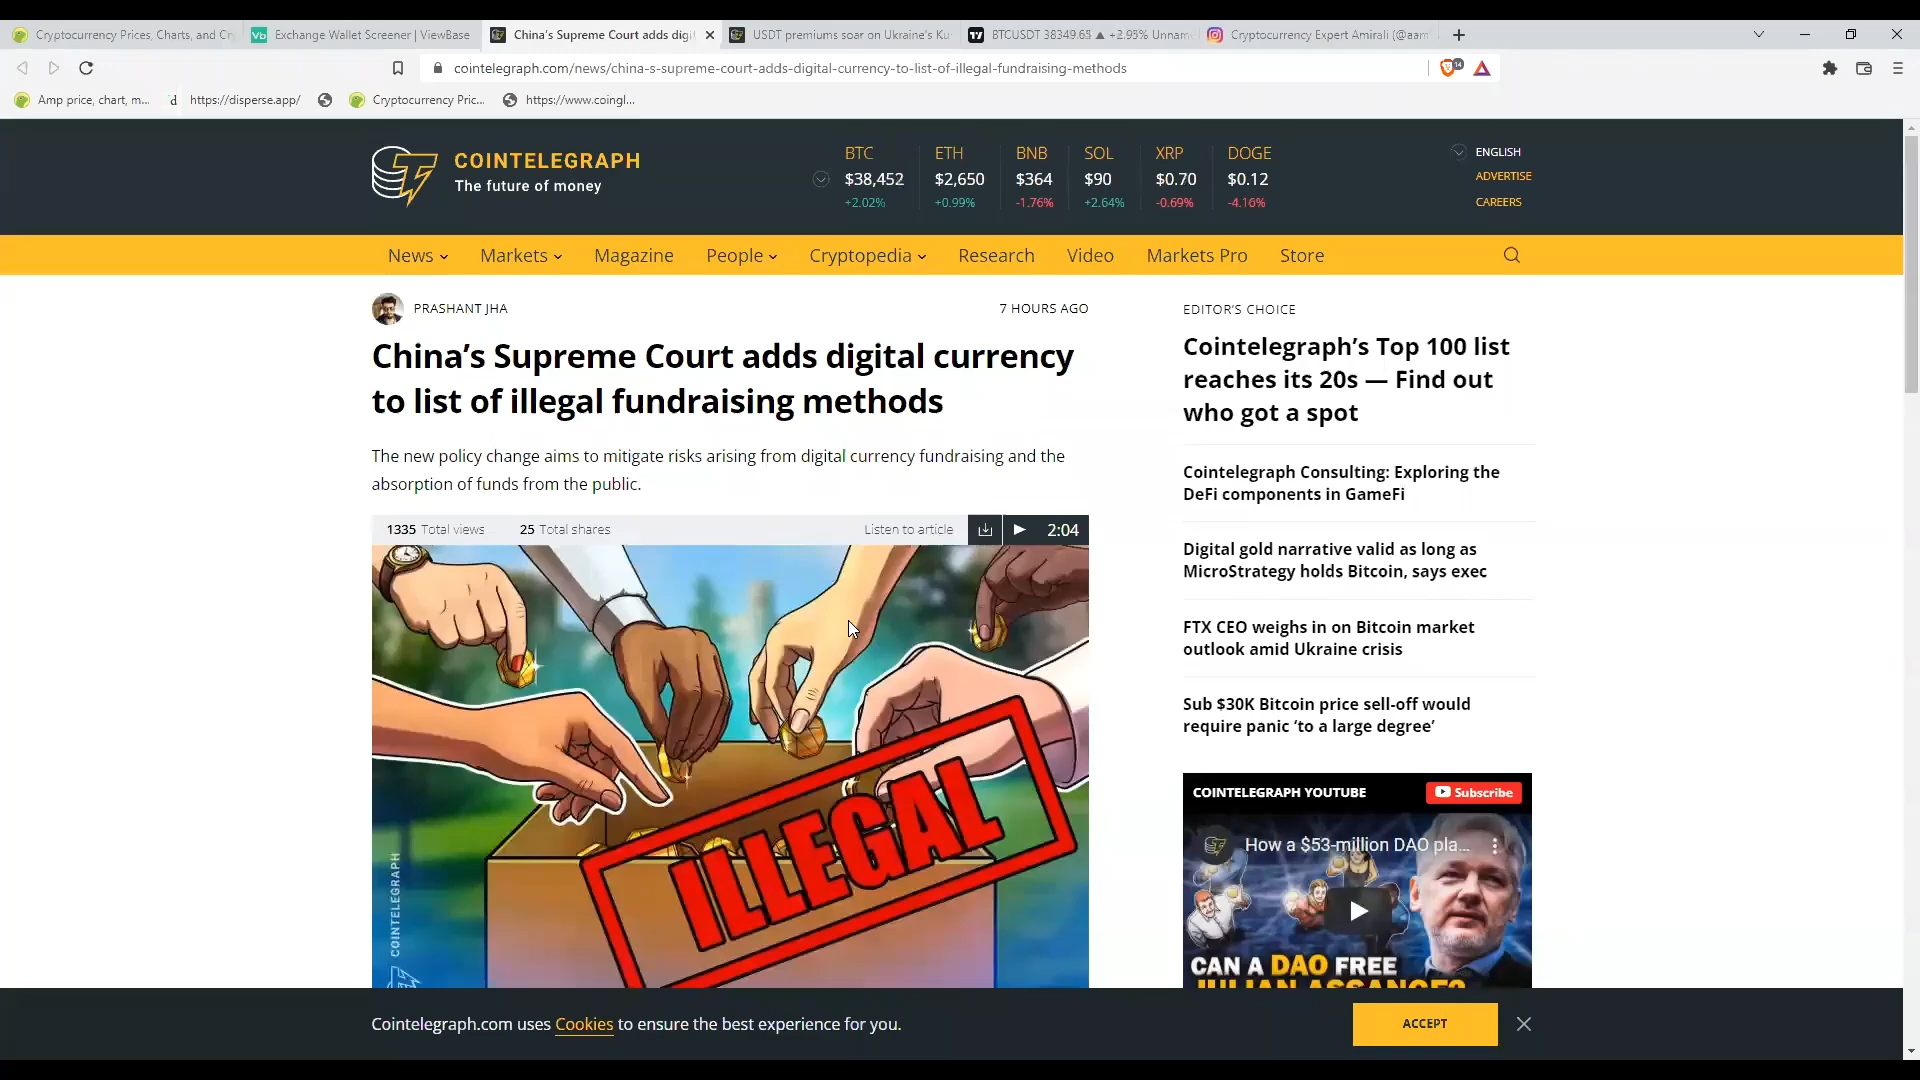 Cryptocurrency Prices, Charts, and Cr
Vb Exchange Wallet Screener | ViewBase
China's Supreme Court adds digi
USDT premiums soar on Ukraine's Ku
BTCUSDT 38349.65 ▲ +2.95% Unnam
Cryptocurrency Expert Amirali (@aam
cointelegraph.com/news/china-s-supreme-court-adds-digital-currency-to-list-of-illegal-fundraising-methods
14
Amp price, chart, m...
d https://disperse.app/
Cryptocurrency Pric...
https://www.coingl...
COINTELEGRAPH
The future of money
BTC ETH BNB SOL XRP DOGE
$38,452 $2,650 $364 $90 $0.70 $0.12
+2.02% +0.99% -1.76% +2.64% -0.69% -4.16%
ENGLISH
ADVERTISE
CAREERS
News Markets Magazine People Cryptopedia Research Video Markets Pro Store
PRASHANT JHA
7 HOURS AGO
China's Supreme Court adds digital currency
to list of illegal fundraising methods
The new policy change aims to mitigate risks arising from digital currency fundraising and the
absorption of funds from the public.
1335 Total views 25 Total shares
Listen to article 2:04
ILLEGAL
COINTELEGRAPH
EDITOR'S CHOICE
Cointelegraph's Top 100 list
reaches its 20s — Find out
who got a spot
Cointelegraph Consulting: Exploring the
DeFi components in GameFi
Digital gold narrative valid as long as
MicroStrategy holds Bitcoin, says exec
FTX CEO weighs in on Bitcoin market
outlook amid Ukraine crisis
Sub $30K Bitcoin price sell-off would
require panic ‘to a large degree’
COINTELEGRAPH YOUTUBE
Subscribe
How a $53-million DAO pla...
CAN A DAO FREE
JULIAN ASSANGE?
Cointelegraph.com uses Cookies to ensure the best experience for you.
ACCEPT